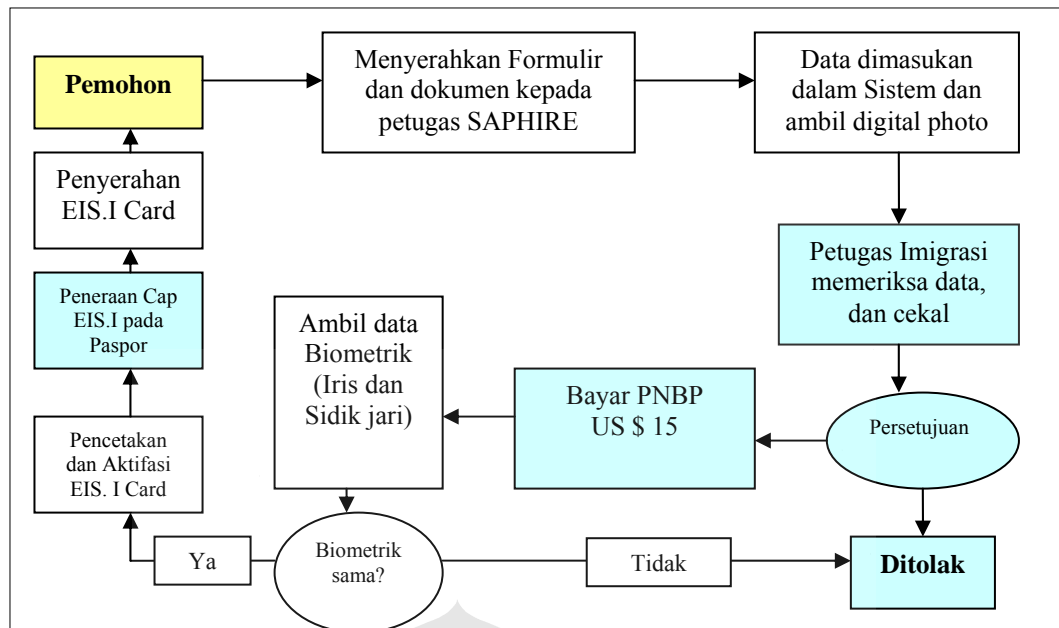 Pemohon
Menyerahkan Formulir
dan dokumen kepada
petugas SAPHIRE
Data dimasukan
dalam Sistem dan
ambil digital photo
Petugas Imigrasi
memeriksa data,
dan cekal
Persetujuan
Bayar PNBP
US $ 15
Ambil data
Biometrik
(Iris dan
Sidik jari)
Biometrik
sama?
Ya
Tidak
Ditolak
Pencetakan
dan Aktifasi
EIS. I Card
Peneraan Cap
EIS.I pada
Paspor
Penyerahan
EIS.I Card